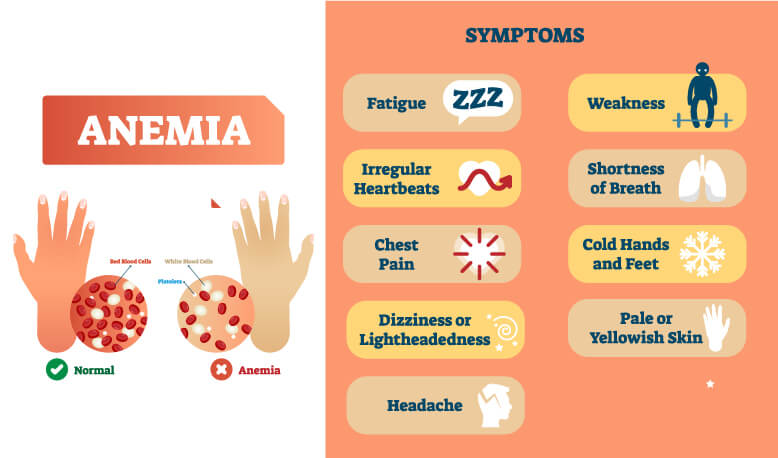 ANEMIA
Red Blood Cells
White Blood Cells
Platelets
Normal
Anemia
SYMPTOMS
Fatigue
ZZZ
Weakness
Irregular
Heartbeats
Shortness
of Breath
Chest
Pain
Cold Hands
and Feet
Dizziness or
Lightheadedness
Pale or
Yellowish Skin
Headache